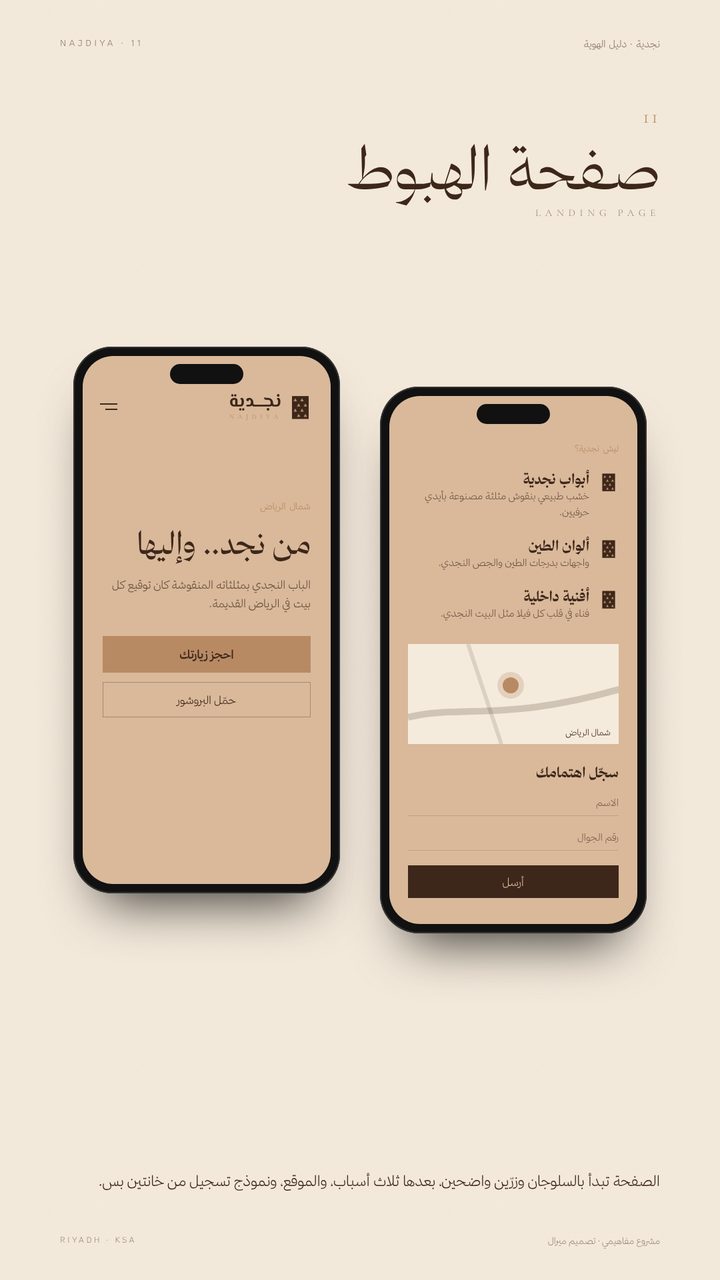 نجدية · دليل الهوية
NAJDIYA · 11
11
صفحة الهبوط
LANDING PAGE
نجـدية
NAJDIYA
شمال الرياض
من نجد.. وإليها
الباب النجدي بمثلثاته المنقوشة كان توقيع كل
بيت في الرياض القديمة.
احجز زيارتك
حمّل البروشور
ليش نجدية؟
أبواب نجدية
خشب طبيعي بنقوش مثلثة مصنوعة بأيدي
حرفيين.
ألوان الطين
واجهات بدرجات الطين والجص النجدي.
أفنية داخلية
فناء في قلب كل فيلا مثل البيت النجدي.
شمال الرياض
سجّل اهتمامك
الاسم
رقم الجوال
أرسل
الصفحة تبدأ بالسلوجان وزرّين واضحين. بعدها ثلاث أسباب، والموقع، ونموذج تسجيل من خانتين بس.
مشروع مفاهيمي · تصميم ميرال
RIYADH · KSA